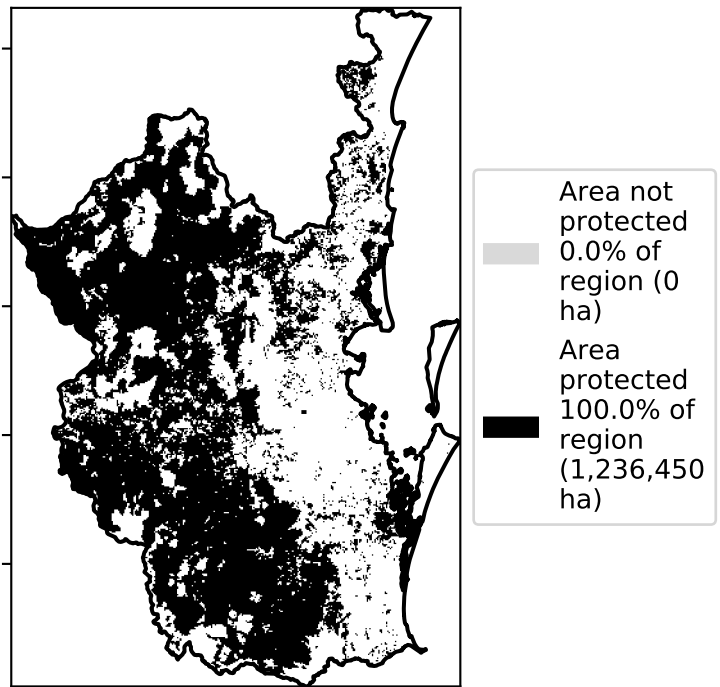 Area not
protected
0.0% of
region (0
ha)
Area
protected
100.0% of
region
(1,236,450
ha)